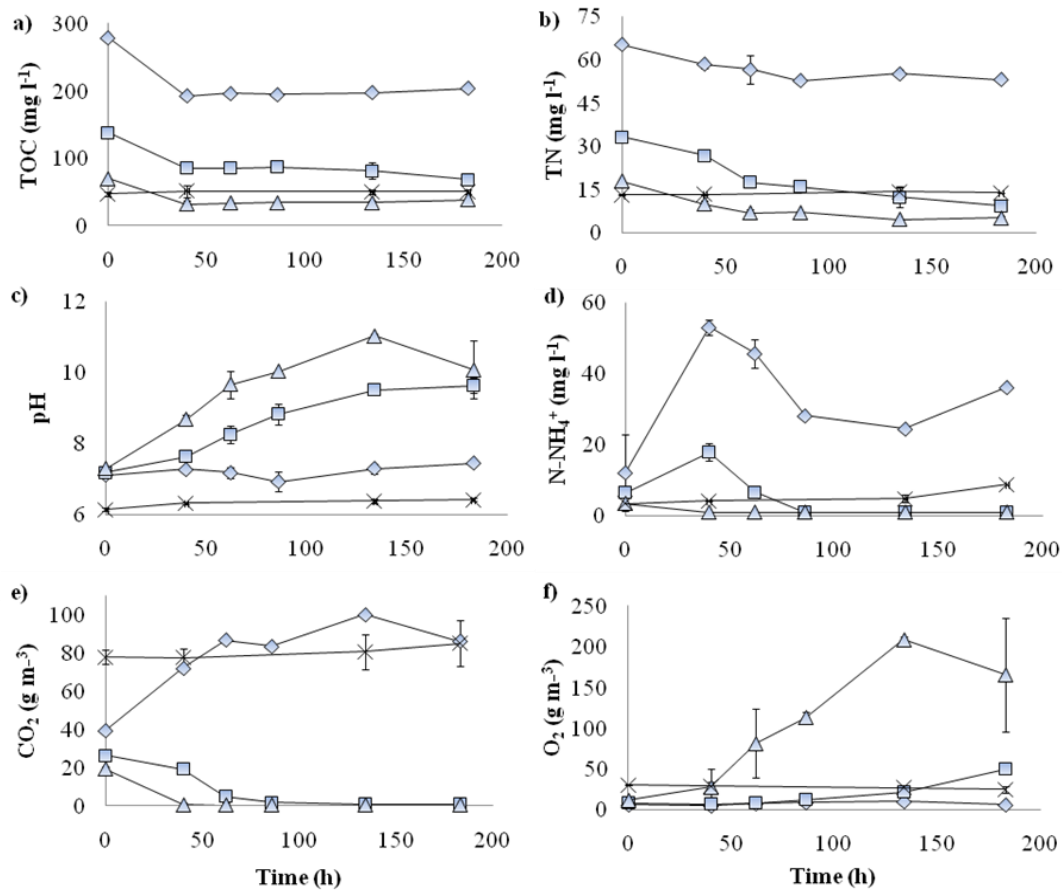 a)
300
200
100
0
TOC (mg l⁻¹)
0 50 100 150 200
b)
75
60
45
30
15
0
TN (mg l⁻¹)
0 50 100 150 200
c)
12
10
8
6
pH
0 50 100 150 200
d)
60
40
20
0
N-NH₄⁺ (mg l⁻¹)
0 50 100 150 200
e)
100
80
60
40
20
0
CO₂ (g m⁻³)
0 50 100 150 200
Time (h)
f)
250
200
150
100
50
0
O₂ (g m⁻³)
0 50 100 150 200
Time (h)